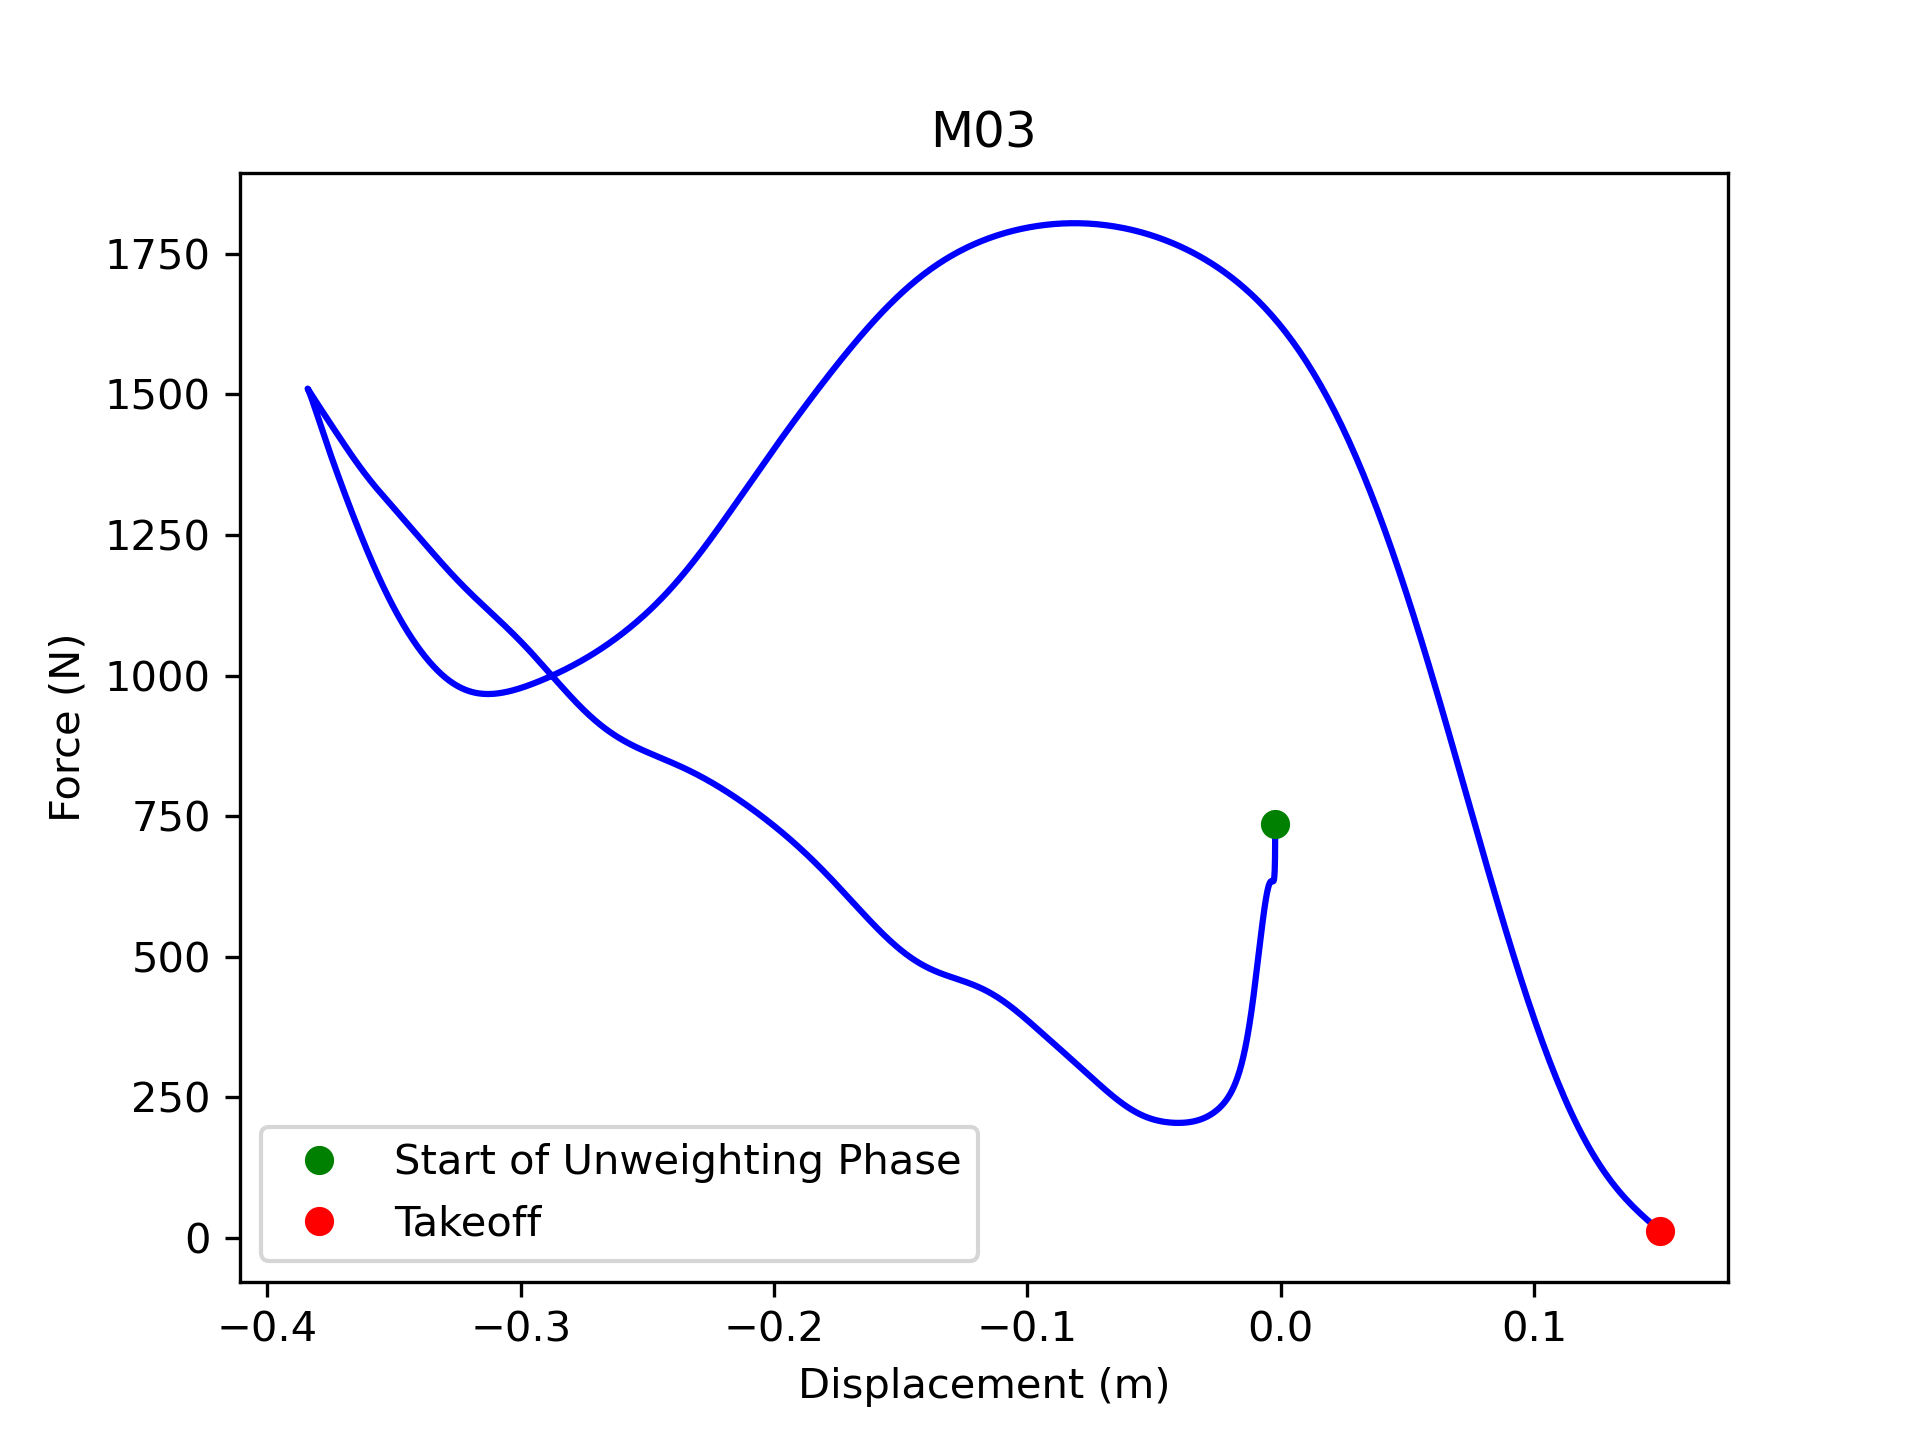 M03
1750
1500
1250
1000
750
500
250
0
Force (N)
Start of Unweighting Phase
Takeoff
−0.4 −0.3 −0.2 −0.1 0.0 0.1
Displacement (m)